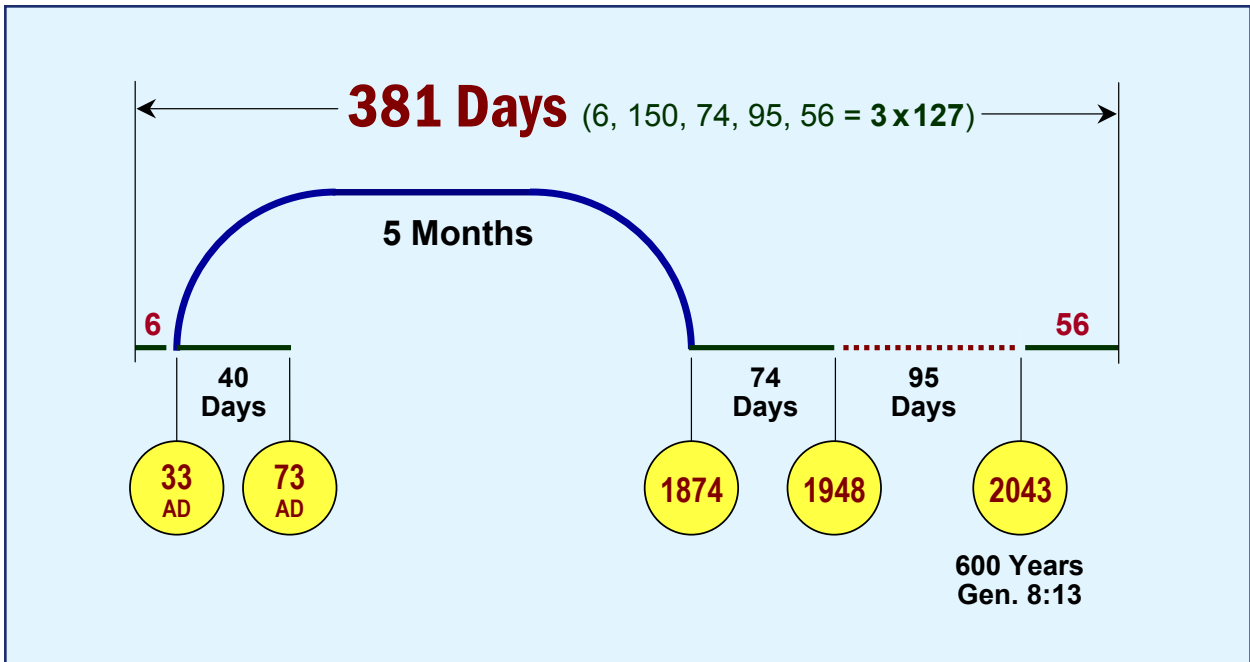 381 Days (6, 150, 74, 95, 56 = 3 x 127)
5 Months
6
56
40
Days
74
Days
95
Days
33
AD
73
AD
1874
1948
2043
600 Years
Gen. 8:13